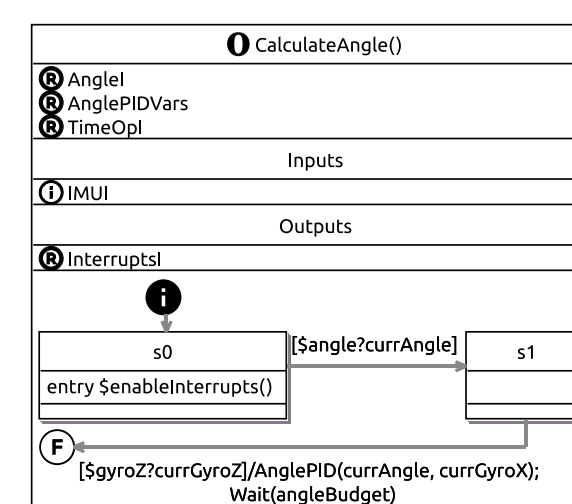 O CalculateAngle()
R AngleI
R AnglePIDVars
R TimeOpI
Inputs
i IMUI
Outputs
R InterruptsI
i
s0
[$angle?currAngle]
s1
entry $enableInterrupts()
F
[$gyroZ?currGyroZ]/AnglePID(currAngle, currGyroX);
Wait(angleBudget)